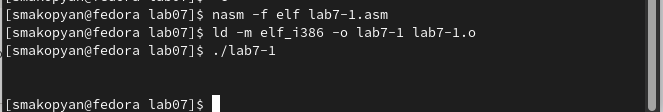 [smakopyan@fedora lab07]$ nasm -f elf lab7-1.asm
[smakopyan@fedora lab07]$ ld -m elf_i386 -o lab7-1 lab7-1.o
[smakopyan@fedora lab07]$ ./lab7-1
[smakopyan@fedora lab07]$